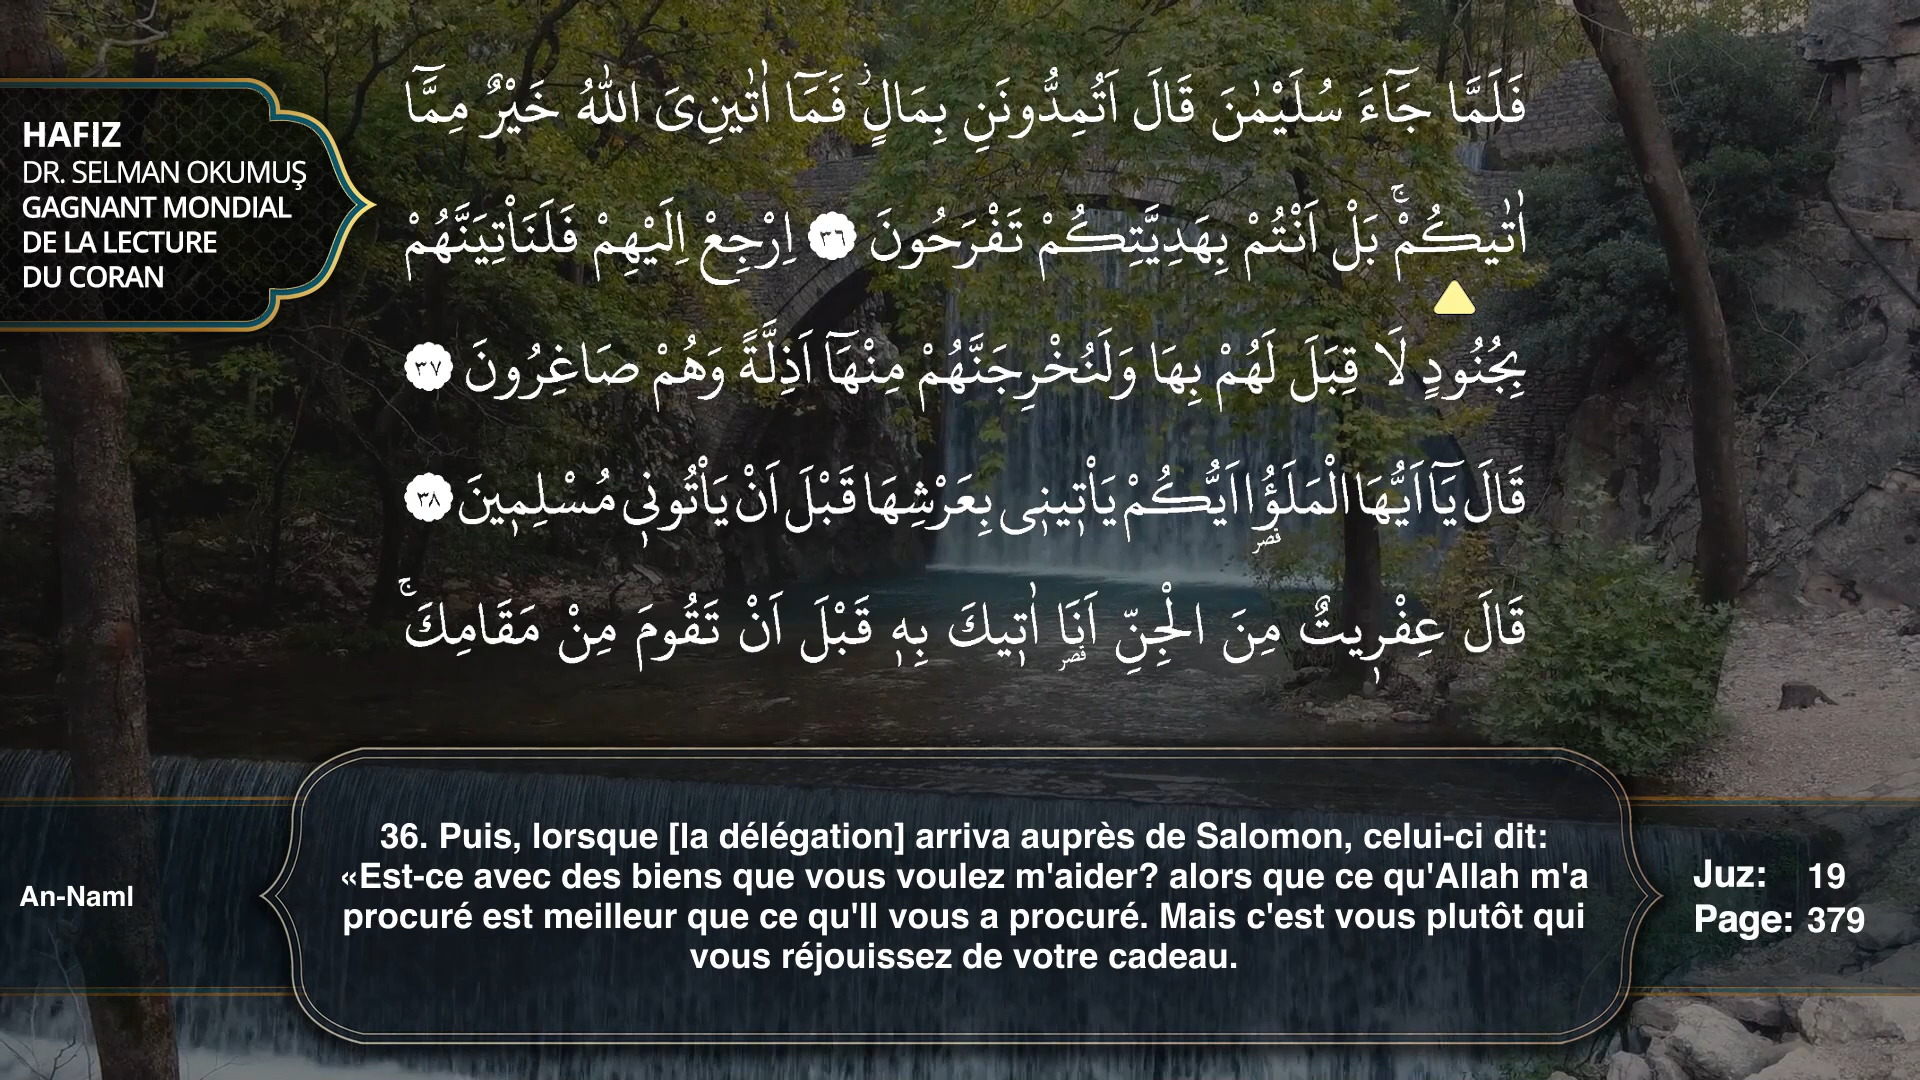 HAFIZ
DR. SELMAN OKUMUŞ
GAGNANT MONDIAL
DE LA LECTURE
DU CORAN
فَلَمَّا جَٓاءَ سُلَيْمٰنَ قَالَ اَتُمِدُّونَنِ بِمَالٍۘ فَمَٓا اٰتٰينِىَ اللّٰهُ خَيْرٌ مِمَّٓا
اٰتٰيكُمْۚ بَلْ اَنْتُمْ بِهَدِيَّتِكُمْ تَفْرَحُونَ ٣٦ اِرْجِعْ اِلَيْهِمْ فَلَنَأْتِيَنَّهُمْ
بِجُنُودٍ لَا قِبَلَ لَهُمْ بِهَا وَلَنُخْرِجَنَّهُمْ مِنْهَٓا اَذِلَّةً وَهُمْ صَاغِرُونَ ٣٧
قَالَ يَٓا اَيُّهَا الْمَلَؤُ۬ا اَيُّكُمْ يَأْت۪ين۪ى بِعَرْشِهَا قَبْلَ اَنْ يَأْتُون۪ى مُسْلِم۪ينَ ٣٨
قَالَ عِفْر۪يتٌ مِنَ الْجِنِّ اَنَا۬ اٰت۪يكَ بِه۪ قَبْلَ اَنْ تَقُومَ مِنْ مَقَامِكَۚ
36. Puis, lorsque [la délégation] arriva auprès de Salomon, celui-ci dit:
«Est-ce avec des biens que vous voulez m'aider? alors que ce qu'Allah m'a
procuré est meilleur que ce qu'Il vous a procuré. Mais c'est vous plutôt qui
vous réjouissez de votre cadeau.
An-Naml
Juz: 19
Page: 379